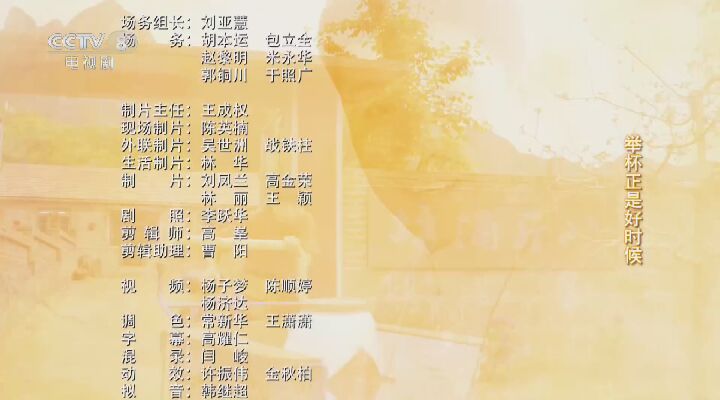 CCTV 8
电视剧
场务组长：刘亚慧
场　　务：胡本运　包立全
赵黎明　米永华
郭铜川　于照广
制片主任：王成权
现场制片：陈英楠
外联制片：吴世洲　战铁柱
生活制片：林　华
制　　片：刘凤兰　高金荣
林　丽　王　颖
剧　　照：李跃华
剪 辑 师：高　峯
剪辑助理：曹　阳
视　　频：杨子梦　陈顺婷
杨济达
调　　色：常新华　王潇潇
字　　幕：高耀仁
混　　录：闫　峻
动　　效：许振伟　金秋柏
拟　　音：韩继超
举杯正是好时候